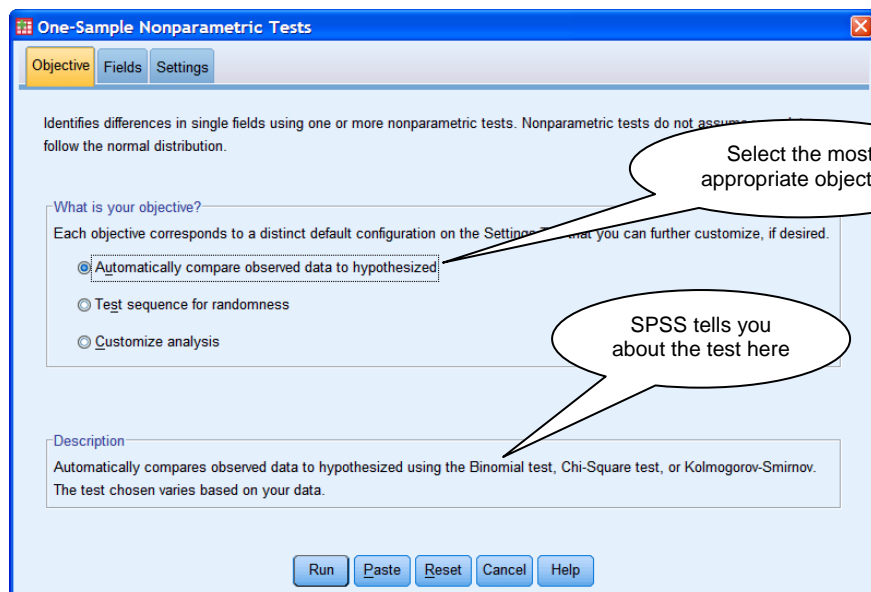 One-Sample Nonparametric Tests
Objective Fields Settings
Identifies differences in single fields using one or more nonparametric tests. Nonparametric tests do not assume
follow the normal distribution.
Select the most
appropriate object
What is your objective?
Each objective corresponds to a distinct default configuration on the Settings that you can further customize, if desired.
Automatically compare observed data to hypothesized
Test sequence for randomness
Customize analysis
SPSS tells you
about the test here
Description
Automatically compares observed data to hypothesized using the Binomial test, Chi-Square test, or Kolmogorov-Smirnov.
The test chosen varies based on your data.
Run Paste Reset Cancel Help